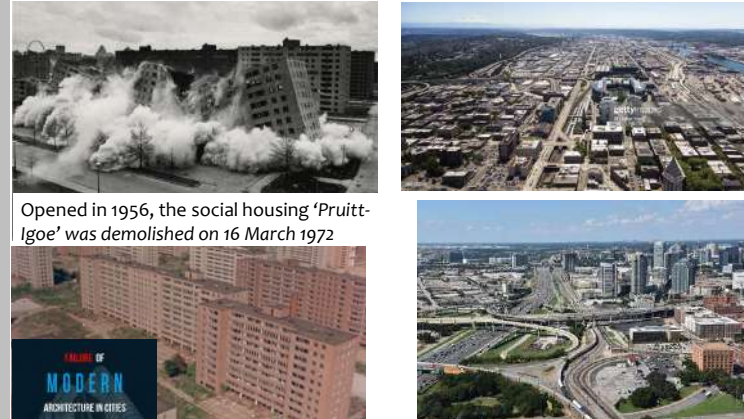 Opened in 1956, the social housing ‘Pruitt-
Igoe’ was demolished on 16 March 1972
FAILURE OF
MODERN
ARCHITECTURE IN CITIES
gettyimages